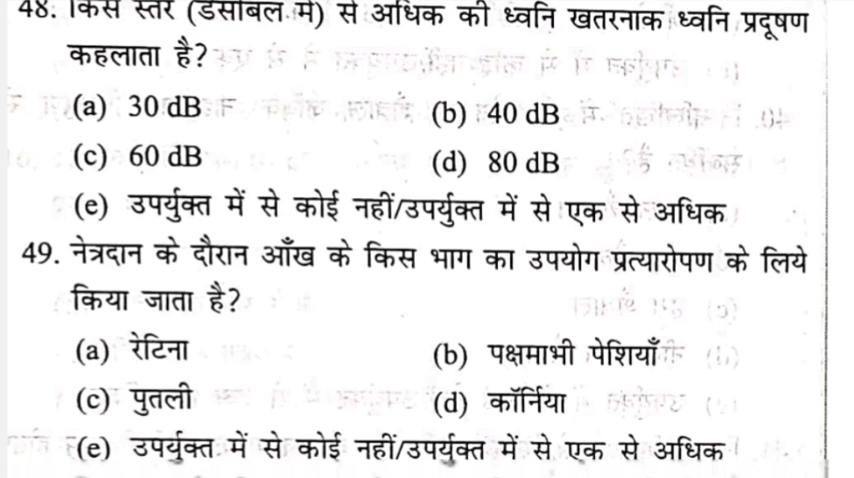 48. किस स्तर (डेसीबल में) से अधिक की ध्वनि खतरनाक ध्वनि प्रदूषण
कहलाता है?
(a) 30 dB (b) 40 dB
(c) 60 dB (d) 80 dB
(e) उपर्युक्त में से कोई नहीं/उपर्युक्त में से एक से अधिक
49. नेत्रदान के दौरान आँख के किस भाग का उपयोग प्रत्यारोपण के लिये
किया जाता है?
(a) रेटिना (b) पक्षमाभी पेशियाँ
(c) पुतली (d) कॉर्निया
(e) उपर्युक्त में से कोई नहीं/उपर्युक्त में से एक से अधिक